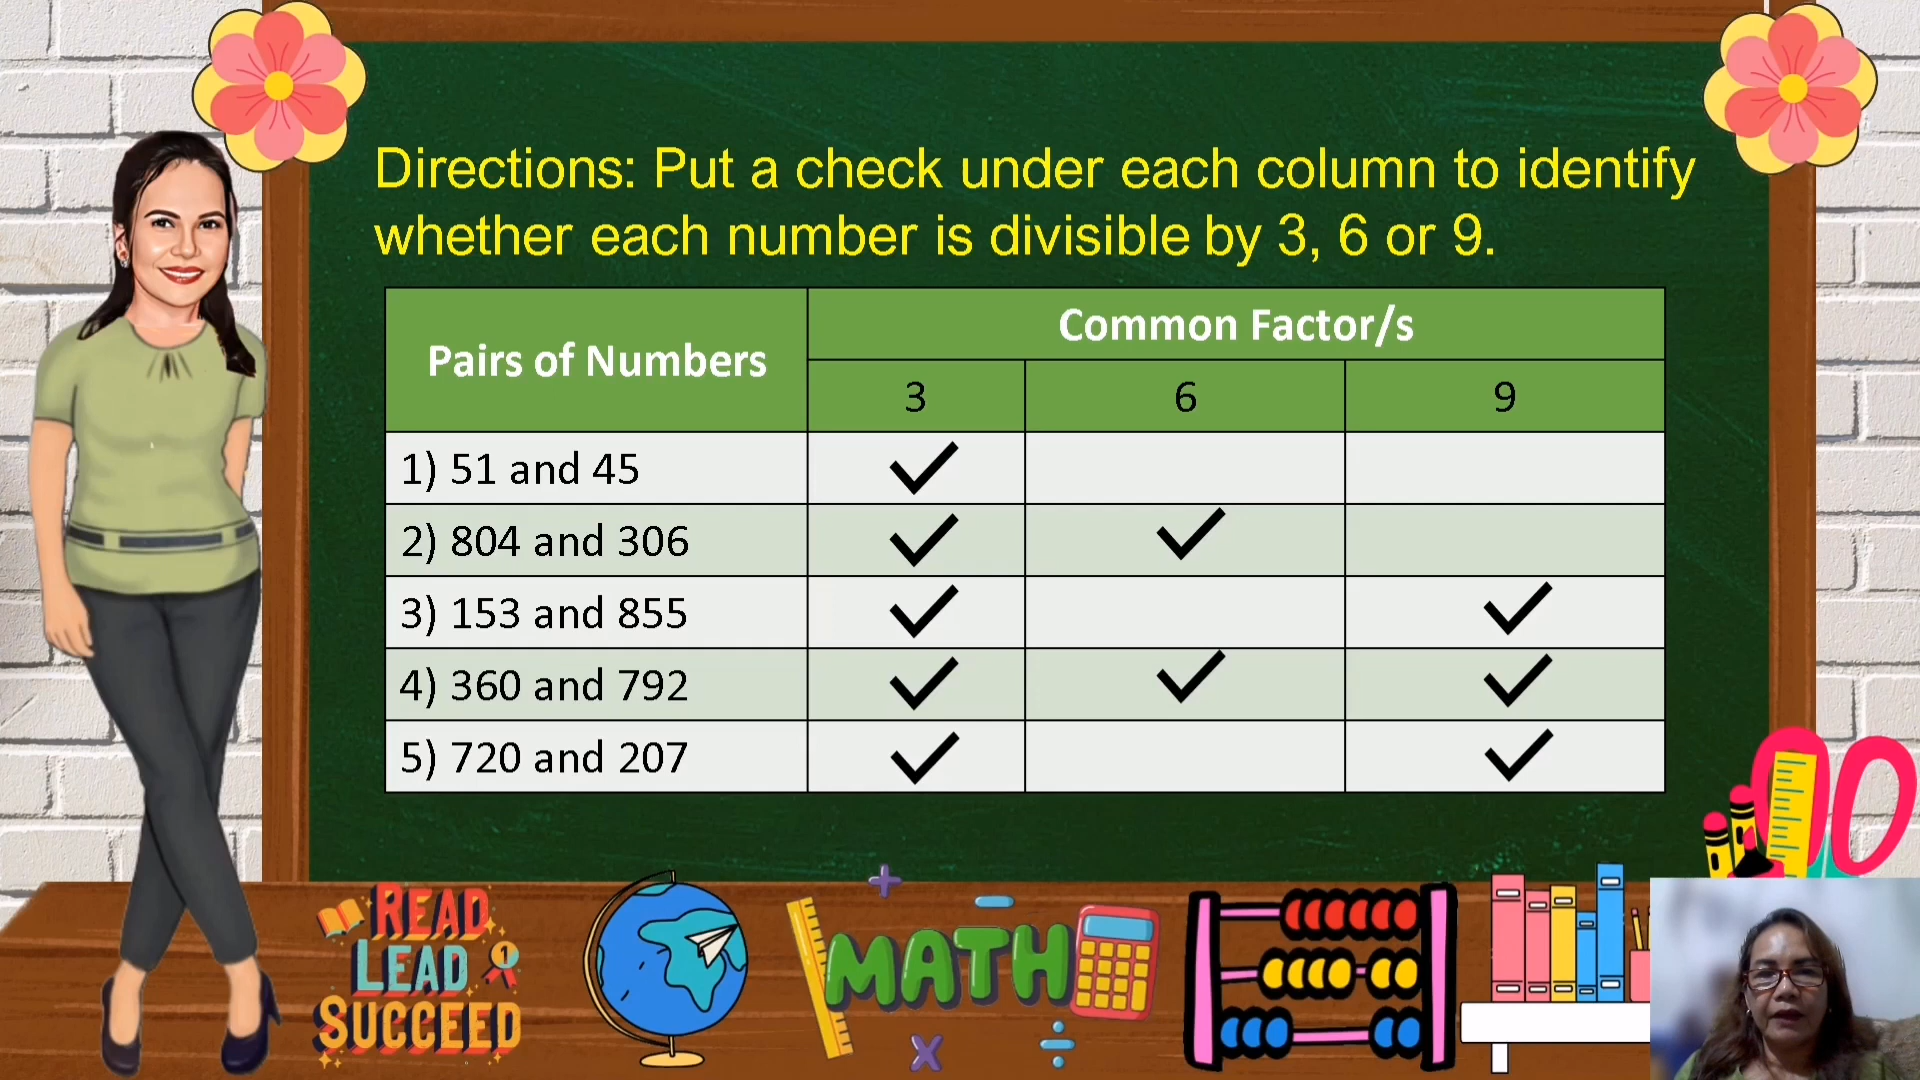 Directions: Put a check under each column to identify
whether each number is divisible by 3, 6 or 9.
Pairs of Numbers
Common Factor/s
3 6 9
1) 51 and 45 ✓
2) 804 and 306 ✓ ✓
3) 153 and 855 ✓ ✓
4) 360 and 792 ✓ ✓ ✓
5) 720 and 207 ✓ ✓
READ
LEAD
1
SUCCEED
MATH